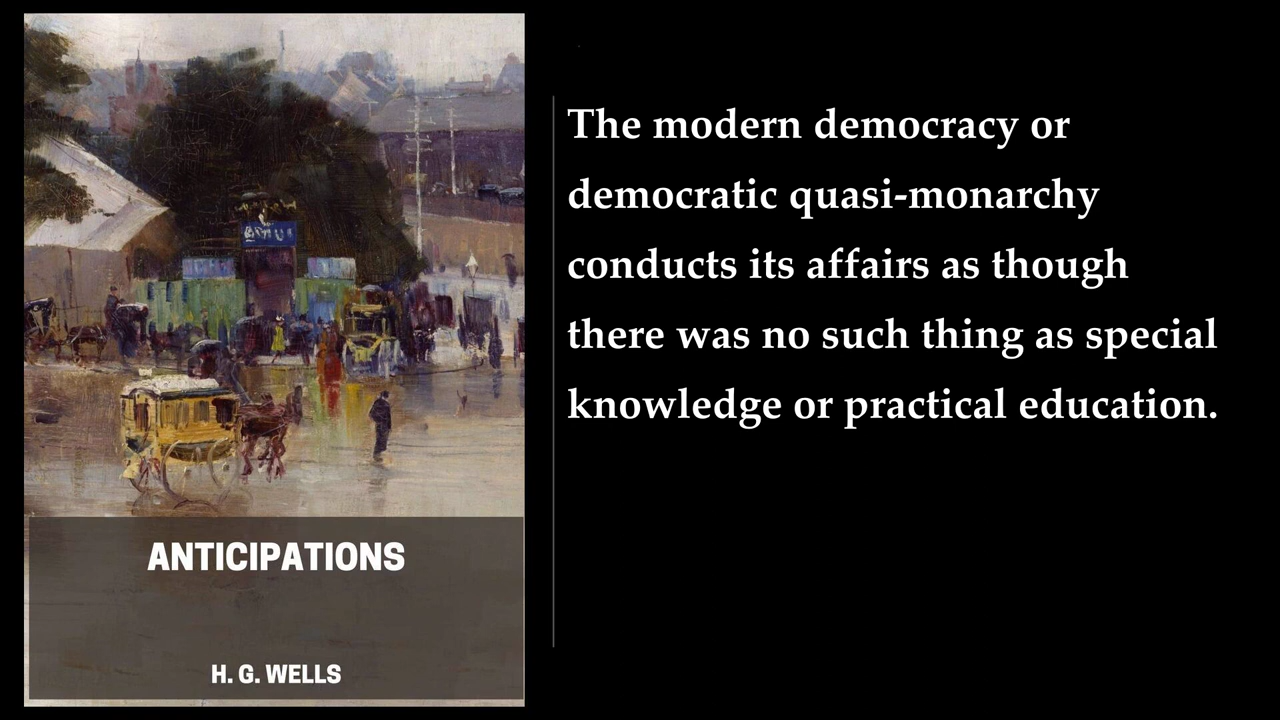 ANTICIPATIONS
H. G. WELLS
The modern democracy or
democratic quasi-monarchy
conducts its affairs as though
there was no such thing as special
knowledge or practical education.